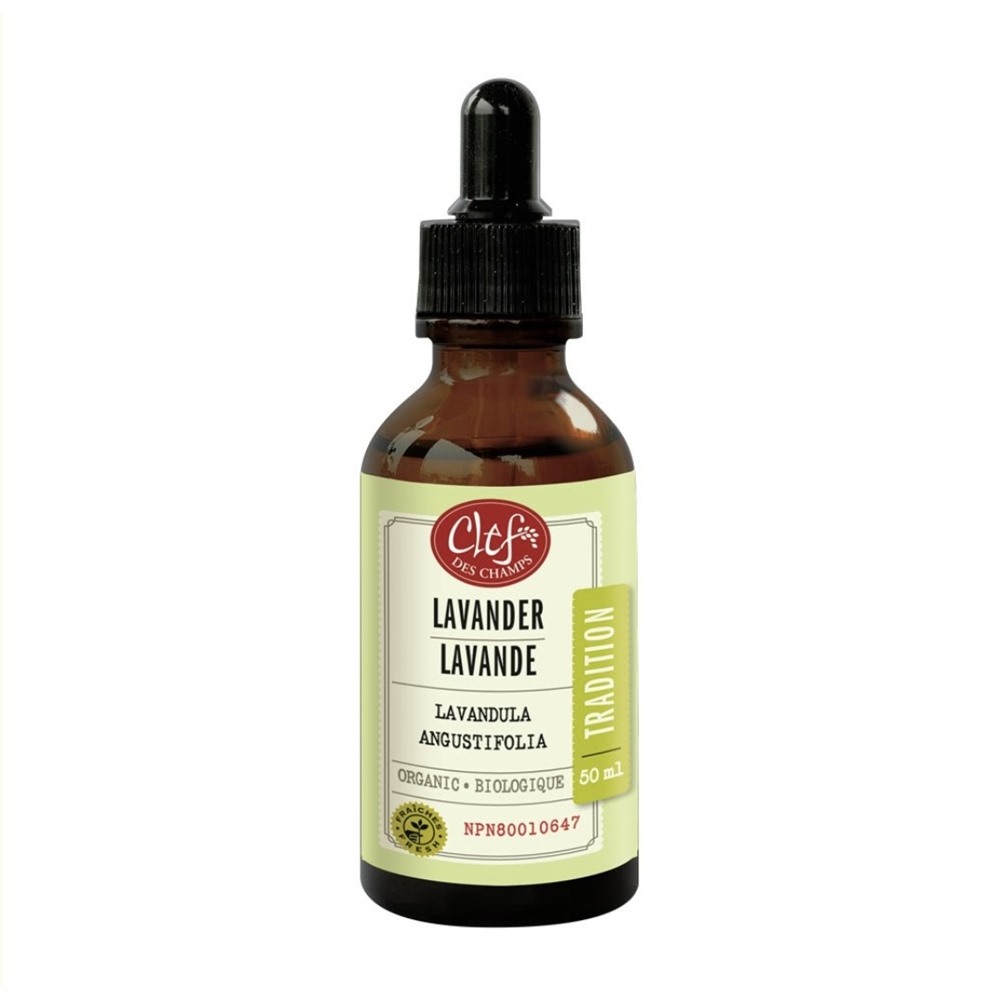 Clef
DES CHAMPS
LAVANDER
LAVANDE
LAVANDULA
ANGUSTIFOLIA
ORGANIC • BIOLOGIQUE
NPN80010647
FRAÎCHES
FRESH
TRADITION
50 ml